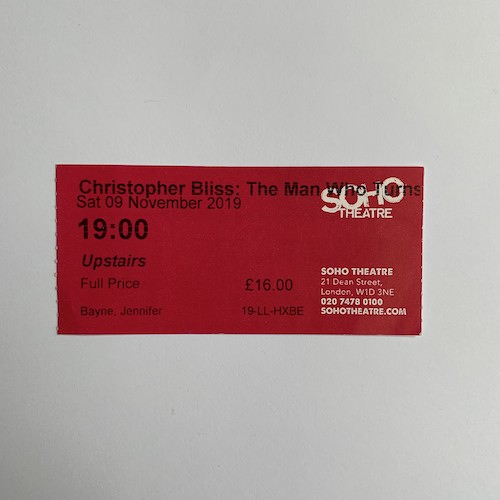 Christopher Bliss: The Man Who Turns
Sat 09 November 2019
SOHO
THEATRE
19:00
Upstairs
Full Price £16.00
Bayne, Jennifer 19-LL-HXBE
SOHO THEATRE
21 Dean Street,
London, W1D 3NE
020 7478 0100
SOHOTHEATRE.COM